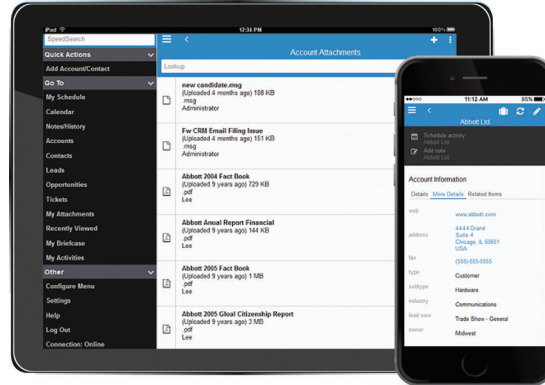 iPad
12:34 PM
100%
SpeedSearch
Quick Actions
Add Account/Contact
Go To
My Schedule
Calendar
Notes/History
Accounts
Contacts
Leads
Opportunities
Tickets
My Attachments
Recently Viewed
My Briefcase
My Activities
Other
Configure Menu
Settings
Help
Log Out
Connection: Online
Account Attachments
Lookup
new candidate.msg
(Uploaded 4 months ago) 108 KB
.msg
Administrator
Fw CRM Email Filing Issue
(Uploaded 4 months ago) 151 KB
.msg
Administrator
Abbott 2004 Fact Book
(Uploaded 9 years ago) 729 KB
.pdf
Lee
Abbott Anual Report Financial
(Uploaded 9 years ago) 144 KB
.pdf
Lee
Abbott 2005 Fact Book
(Uploaded 9 years ago) 1 MB
.pdf
Lee
Abbott 2005 Gloal Citizenship Report
(Uploaded 9 years ago) 3 MB
.pdf
Lee
11:12 AM
85%
Abbott Ltd.
Schedule activity
Abbott Ltd.
Add note
Abbott Ltd.
Account Information
Details More Details Related Items
web www.abbott.com
address 4444 Grand
Suite 4
Chicago, IL 60651
USA
fax (555)-555-5555
type Customer
subtype Hardware
industry Communications
lead sour Trade Show - General
owner Midwest